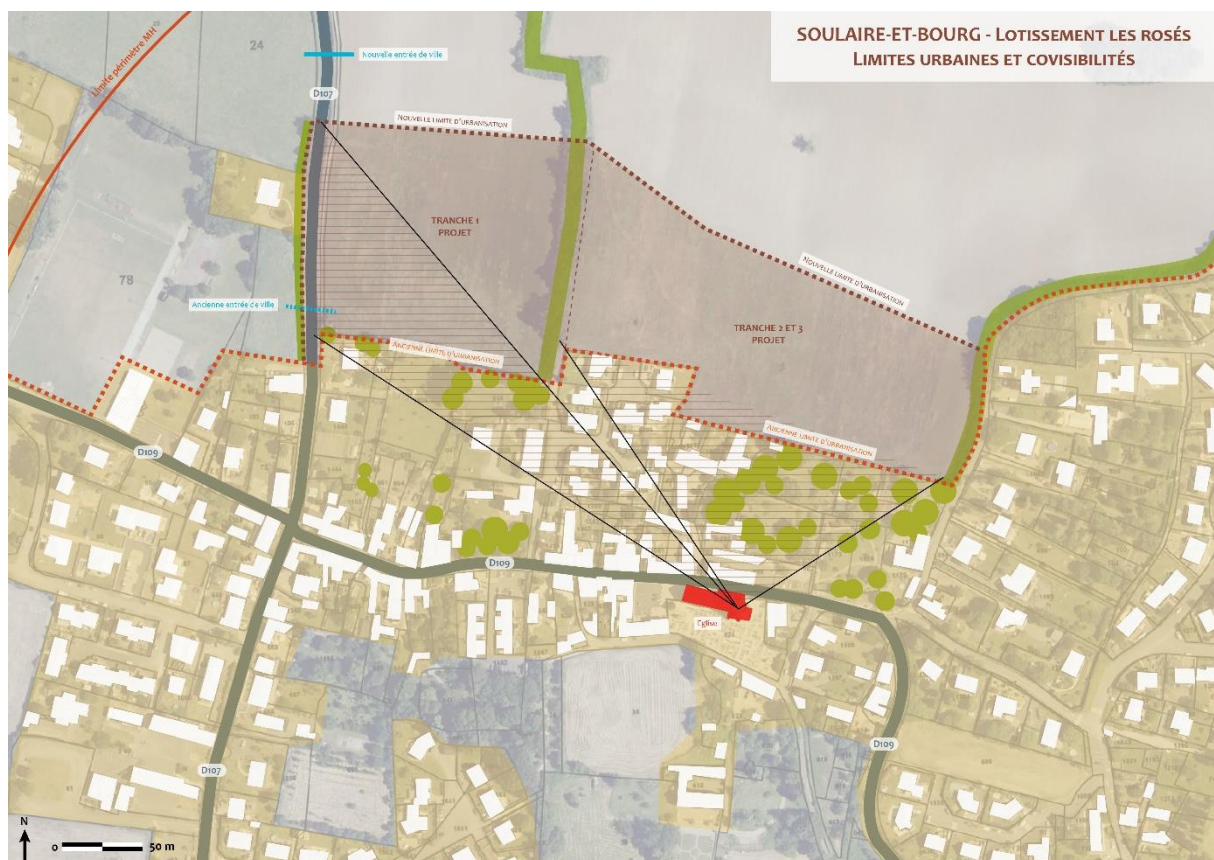 SOULAIRE-ET-BOURG - LOTISSEMENT LES ROSÉS
LIMITES URBAINES ET COVISIBILITÉS
24
Nouvelle entrée de ville
Limite périmètre MH
D107
NOUVELLE LIMITE D'URBANISATION
TRANCHE 1
PROJET
78
NOUVELLE LIMITE D'URBANISATION
Ancienne entrée de ville
TRANCHE 2 ET 3
PROJET
ANCIENNE LIMITE D'URBANISATION
ANCIENNE LIMITE D'URBANISATION
D109
D109
Eglise
D109
D107
N
0 50 m